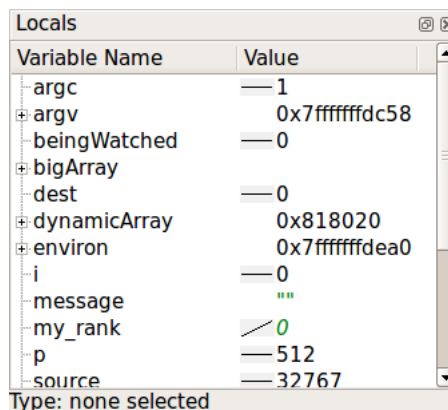 Locals
Variable Name Value
argc 1
argv 0x7fffffffdc58
beingWatched 0
bigArray
dest 0
dynamicArray 0x818020
environ 0x7fffffffdea0
i 0
message ""
my_rank 0
p 512
source 32767
Type: none selected